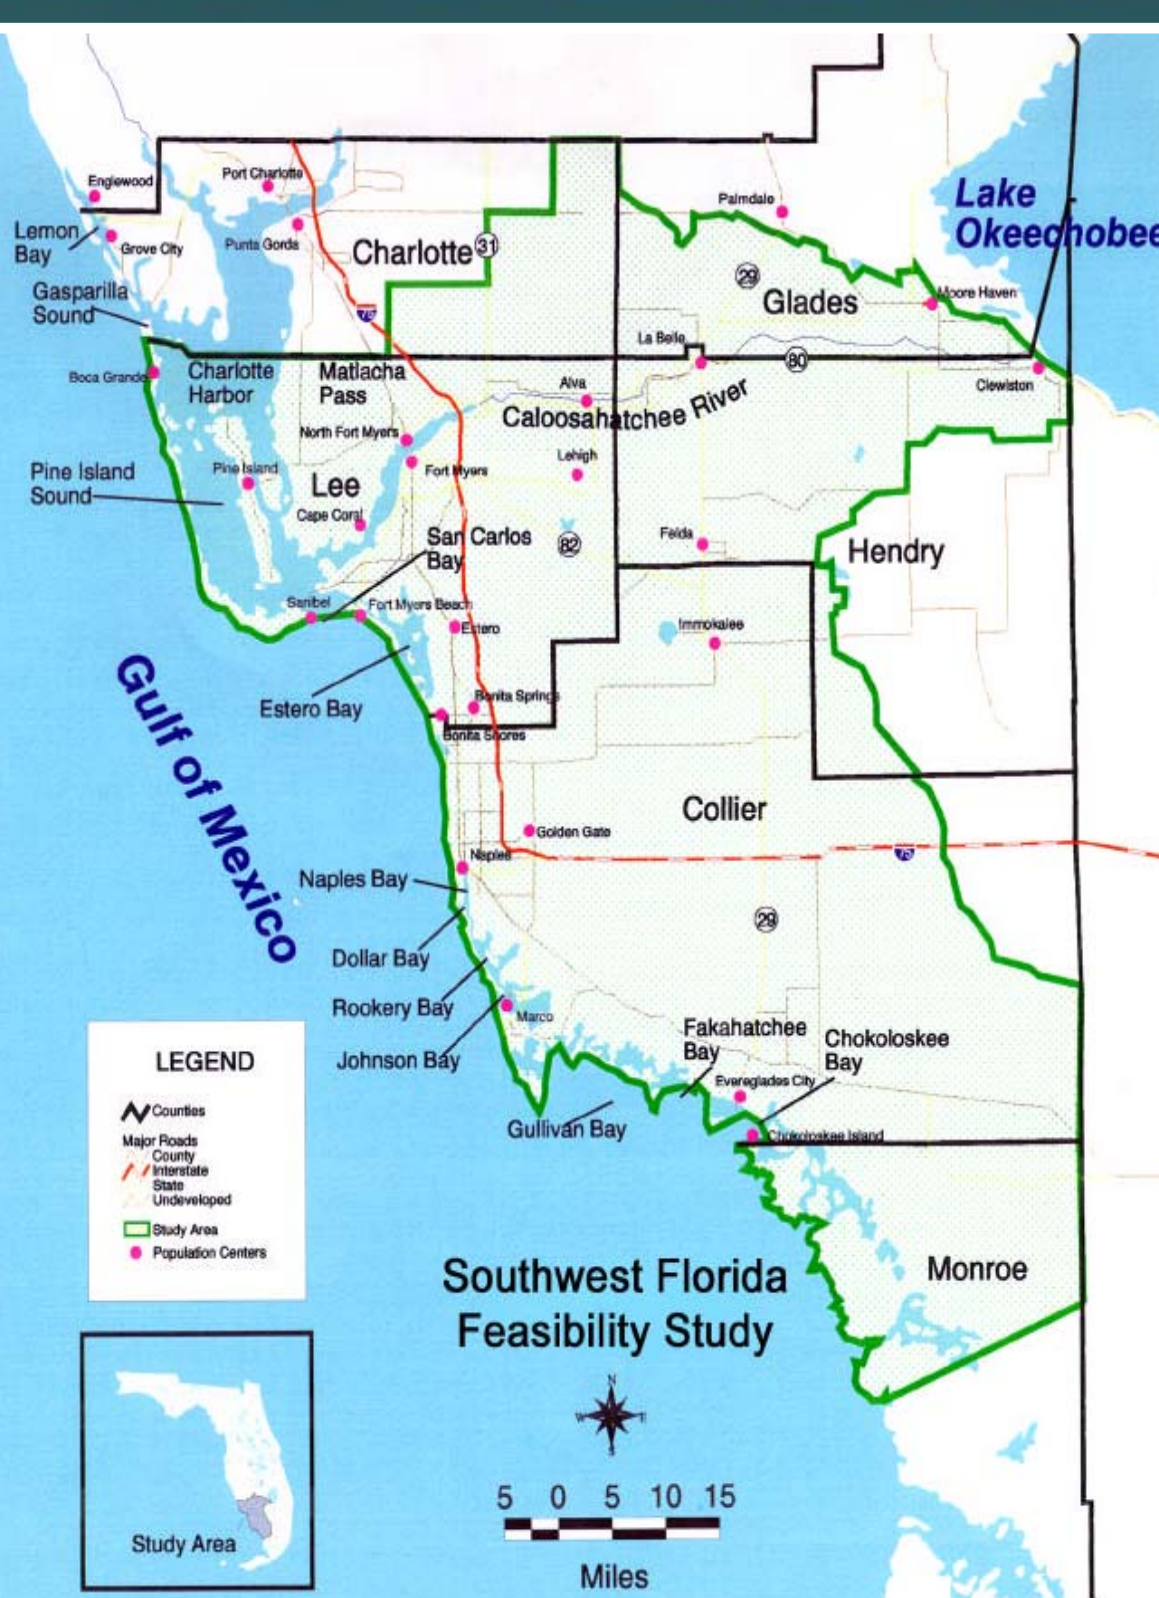 Englewood
Port Charlotte
Palmdale
Lake
Okeechobee
Lemon
Bay
Grove City
Punta Gorda
Charlotte
31
29
Glades
Gasparilla
Sound
75
Moore Haven
La Belle
80
Boca Grande
Charlotte
Harbor
Matlacha
Pass
Alva
Clewiston
Caloosahatchee River
North Fort Myers
Pine Island
Sound
Pine Island
Lee
Fort Myers
Lehigh
Cape Coral
San Carlos
Bay
82
Felda
Hendry
Sanibel
Fort Myers Beach
Estero
Immokalee
Gulf of Mexico
Estero Bay
Bonita Springs
Bonita Shores
Collier
Golden Gate
Naples
75
Naples Bay
29
Dollar Bay
Rookery Bay
Marco
Johnson Bay
Fakahatchee
Bay
Chokoloskee
Bay
Evereglades City
Gullivan Bay
Chokoloskee Island
LEGEND
Counties
Major Roads
County
Interstate
State
Undeveloped
Study Area
Population Centers
Monroe
Southwest Florida
Feasibility Study
N
W E
S
5 0 5 10 15
Miles
Study Area